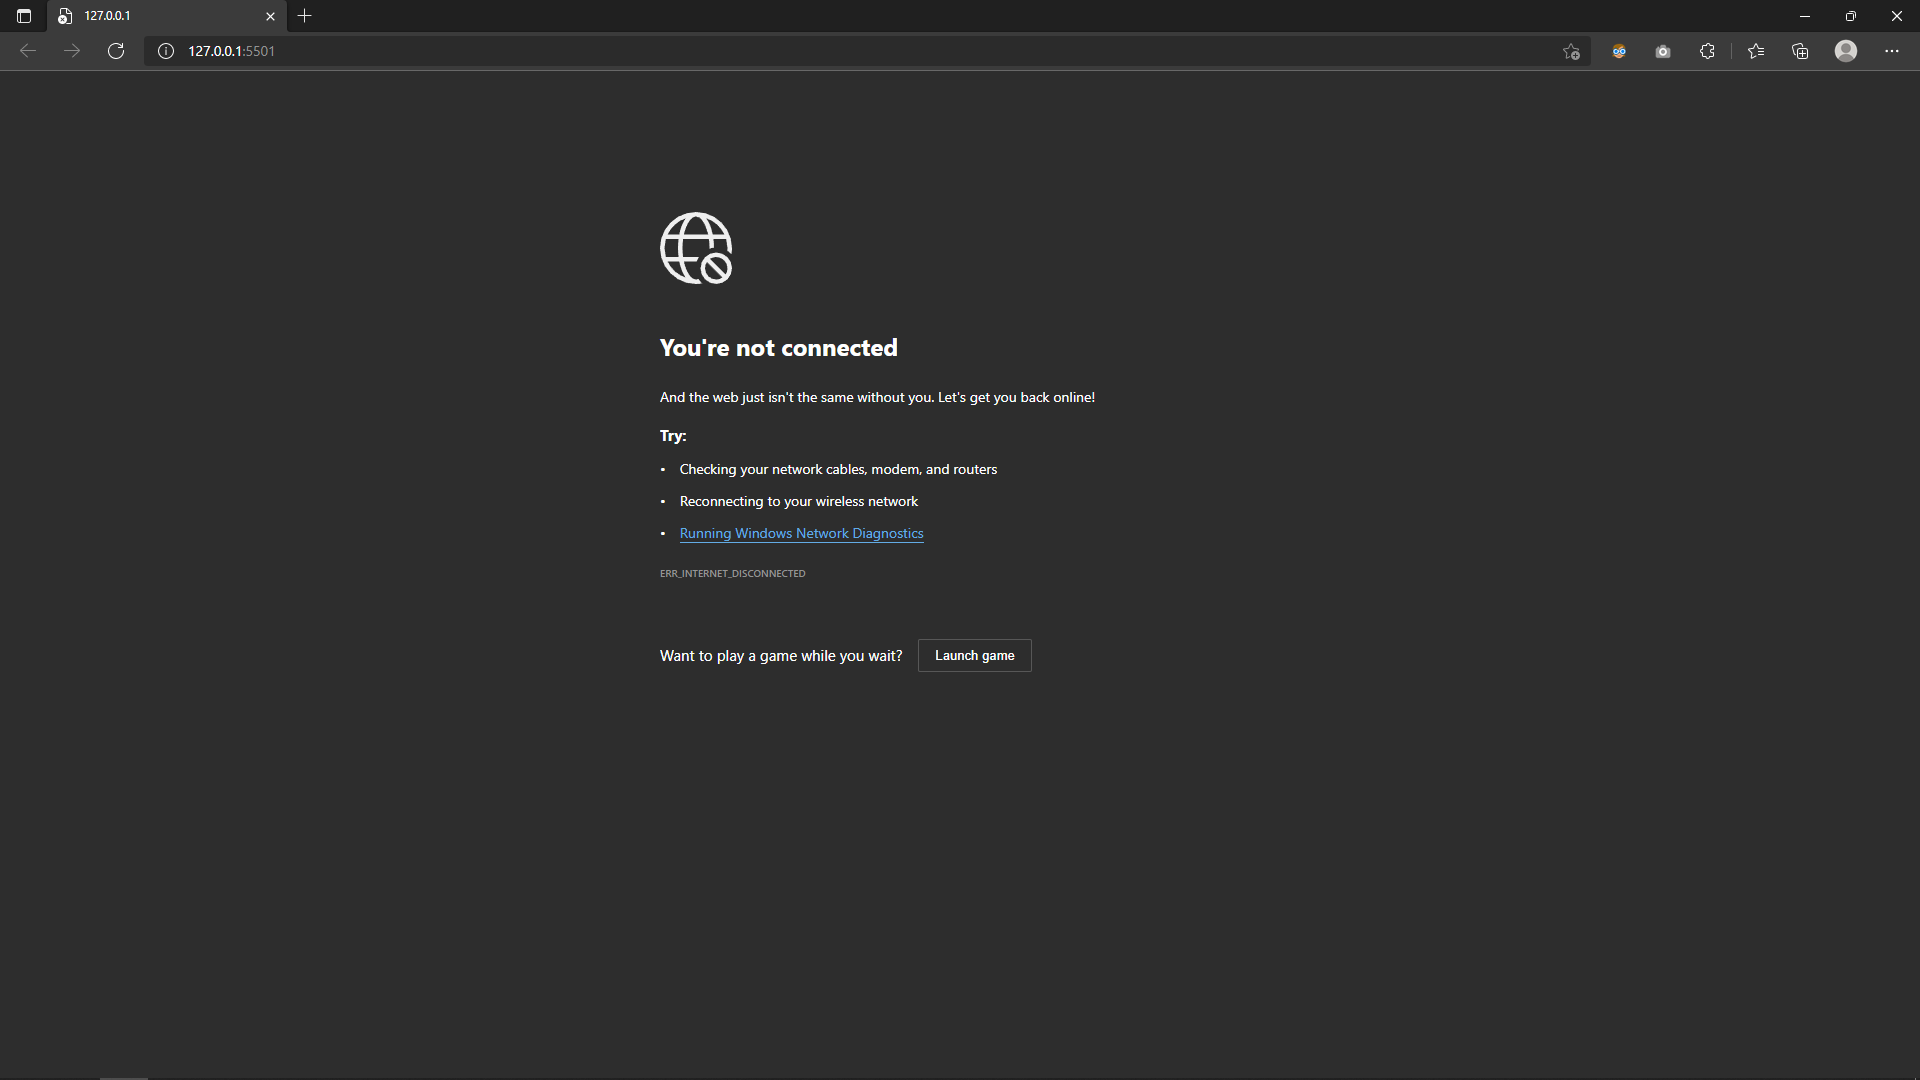 127.0.0.1
127.0.0.1:5501
You're not connected
And the web just isn't the same without you. Let's get you back online!
Try:
• Checking your network cables, modem, and routers
• Reconnecting to your wireless network
• Running Windows Network Diagnostics
ERR_INTERNET_DISCONNECTED
Want to play a game while you wait? Launch game